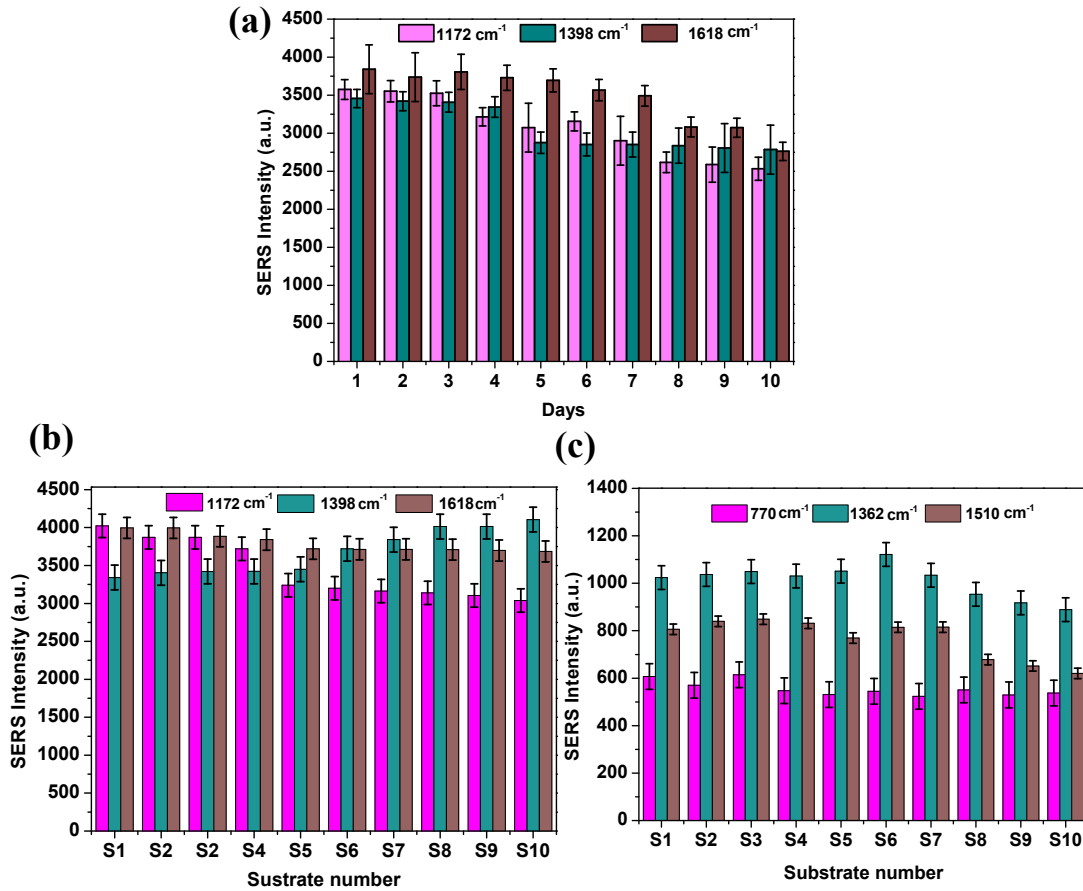 (a)
1172 cm⁻¹ 1398 cm⁻¹ 1618 cm⁻¹
SERS Intensity (a.u.)
4500
4000
3500
3000
2500
2000
1500
1000
500
0
1 2 3 4 5 6 7 8 9 10
Days
(b)
1172 cm⁻¹ 1398 cm⁻¹ 1618 cm⁻¹
SERS Intensity (a.u.)
4500
4000
3500
3000
2500
2000
1500
1000
500
0
S1 S2 S2 S4 S5 S6 S7 S8 S9 S10
Sustrate number
(c)
770 cm⁻¹ 1362 cm⁻¹ 1510 cm⁻¹
SERS Intensity (a.u.)
1400
1200
1000
800
600
400
200
0
S1 S2 S3 S4 S5 S6 S7 S8 S9 S10
Substrate number